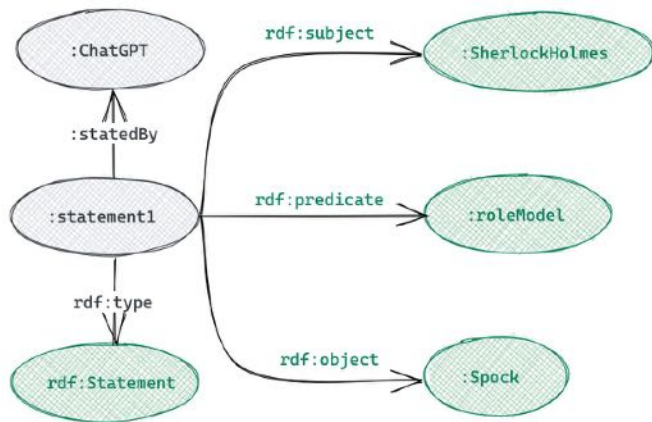 :ChatGPT
rdf:subject
:SherlockHolmes
:statedBy
:statement1
rdf:predicate
:roleModel
rdf:type
rdf:Statement
rdf:object
:Spock